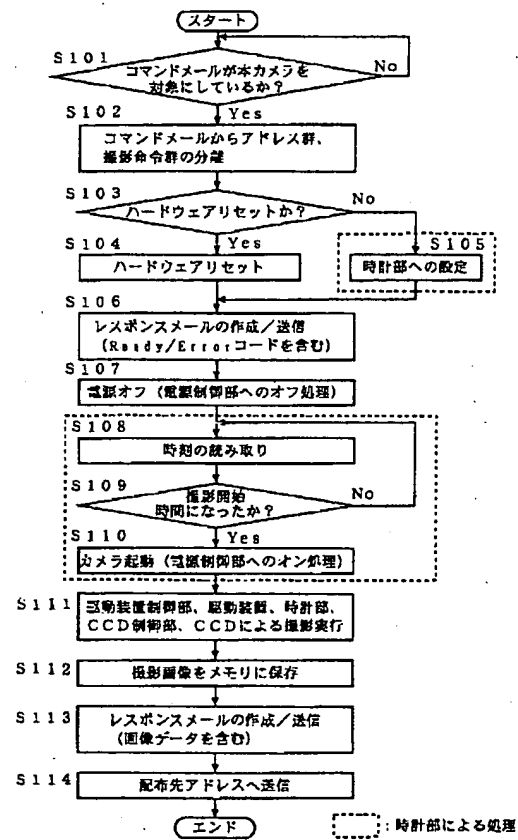 スタート
S101
コマンドメールが本カメラを
対象にしているか?
No
Yes
S102
コマンドメールからアドレス群、
撮影命令群の分離
S103
ハードウェアリセットか?
No
Yes
S104
ハードウェアリセット
S105
時計部への設定
S106
レスポンスメールの作成/送信
(Ready/Errorコードを含む)
S107
電源オフ(電源制御部へのオフ処理)
S108
時刻の読み取り
S109
撮影開始
時間になったか?
No
Yes
S110
カメラ起動(電源制御部へのオン処理)
S111
駆動装置制御部、駆動装置、時計部、
CCD制御部、CCDによる撮影実行
S112
撮影画像をメモリに保存
S113
レスポンスメールの作成/送信
(画像データを含む)
S114
配布先アドレスへ送信
エンド
:時計部による処理